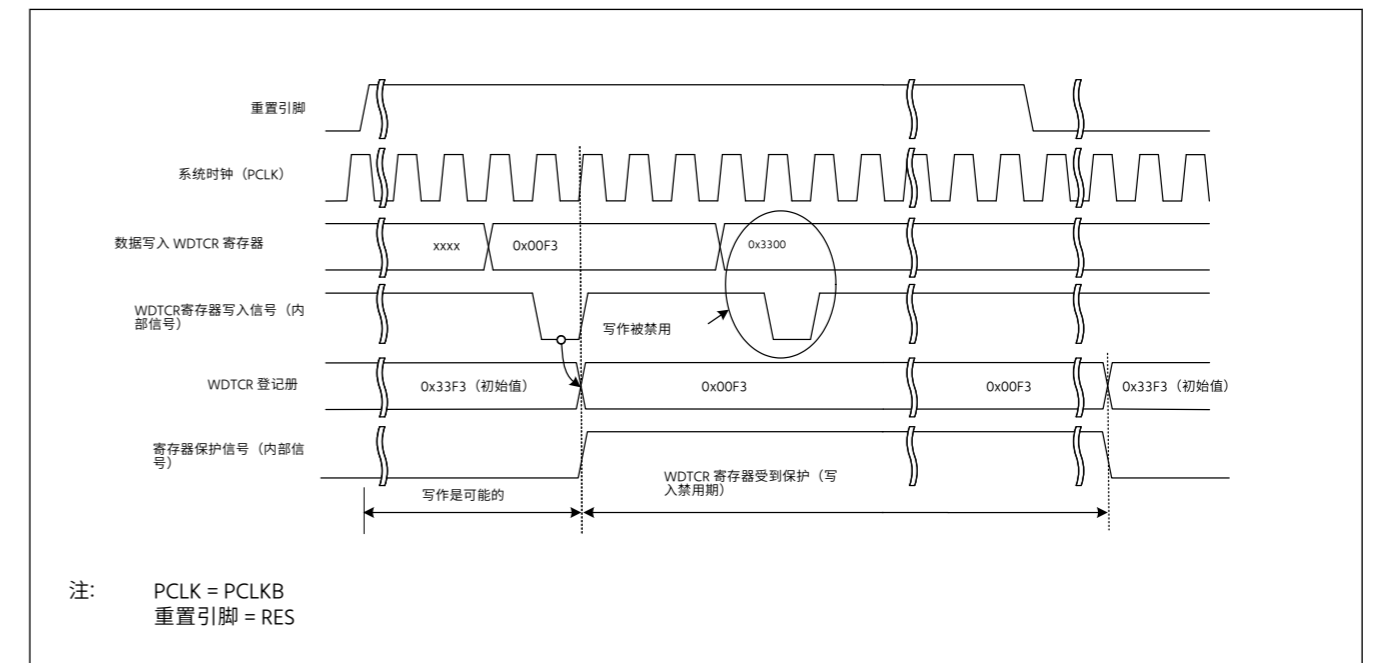 重置引脚
系统时钟（PCLK）
数据写入 WDTCR 寄存器
xxxx
0x00F3
0x3300
WDTCR寄存器写入信号（内
部信号）
写作被禁用
WDTCR 登记册
0x33F3（初始值）
0x00F3
0x00F3
0x33F3（初始值）
寄存器保护信号（内部信
号）
WDTCR 寄存器受到保护（写
入禁用期）
写作是可能的
注: PCLK = PCLKB
重置引脚 = RES